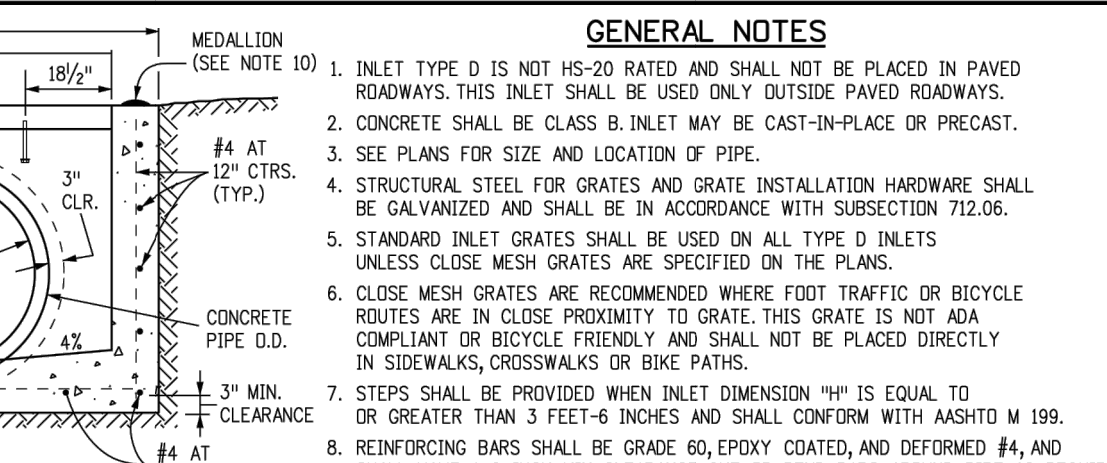 GENERAL NOTES
1. INLET TYPE D IS NOT HS-20 RATED AND SHALL NOT BE PLACED IN PAVED
ROADWAYS. THIS INLET SHALL BE USED ONLY OUTSIDE PAVED ROADWAYS.
2. CONCRETE SHALL BE CLASS B. INLET MAY BE CAST-IN-PLACE OR PRECAST.
3. SEE PLANS FOR SIZE AND LOCATION OF PIPE.
4. STRUCTURAL STEEL FOR GRATES AND GRATE INSTALLATION HARDWARE SHALL
BE GALVANIZED AND SHALL BE IN ACCORDANCE WITH SUBSECTION 712.06.
5. STANDARD INLET GRATES SHALL BE USED ON ALL TYPE D INLETS
UNLESS CLOSE MESH GRATES ARE SPECIFIED ON THE PLANS.
6. CLOSE MESH GRATES ARE RECOMMENDED WHERE FOOT TRAFFIC OR BICYCLE
ROUTES ARE IN CLOSE PROXIMITY TO GRATE. THIS GRATE IS NOT ADA
COMPLIANT OR BICYCLE FRIENDLY AND SHALL NOT BE PLACED DIRECTLY
IN SIDEWALKS, CROSSWALKS OR BIKE PATHS.
7. STEPS SHALL BE PROVIDED WHEN INLET DIMENSION "H" IS EQUAL TO
OR GREATER THAN 3 FEET-6 INCHES AND SHALL CONFORM WITH AASHTO M 199.
8. REINFORCING BARS SHALL BE GRADE 60, EPOXY COATED, AND DEFORMED #4, AND
MEDALLION
(SEE NOTE 10)
18 1/2"
#4 AT
12" CTRS.
(TYP.)
3"
CLR.
CONCRETE
PIPE O.D.
4%
3" MIN.
CLEARANCE
#4 AT